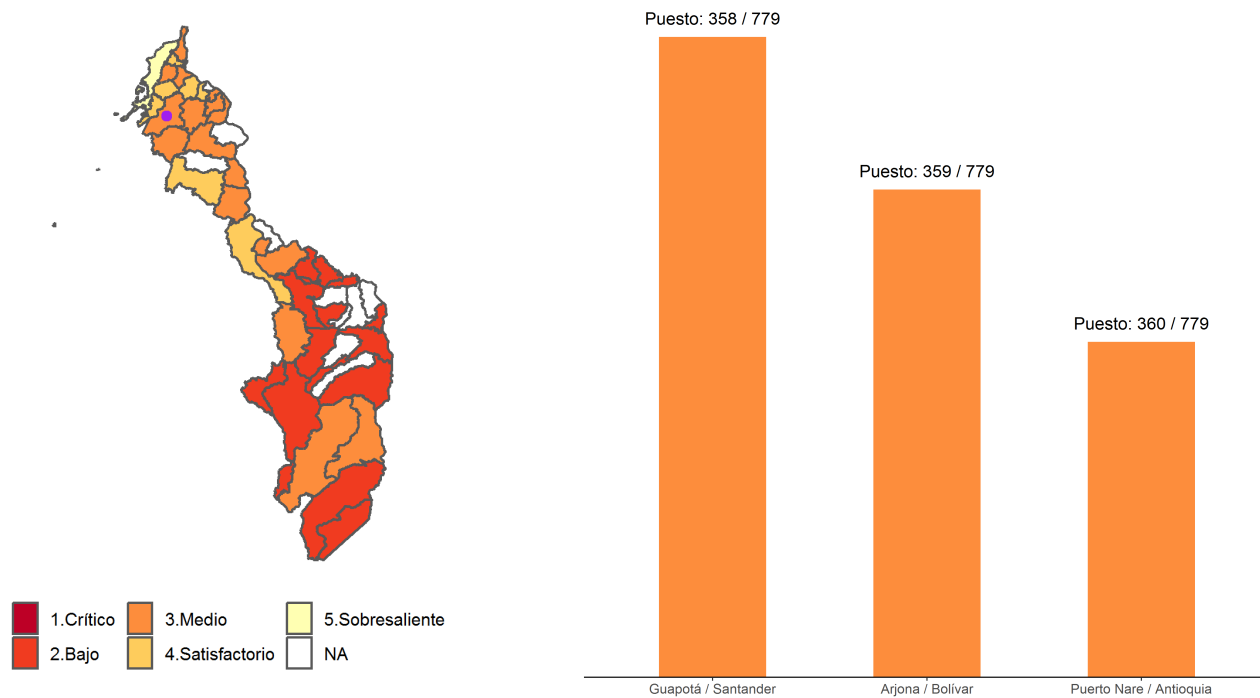 Puesto: 358 / 779
Puesto: 359 / 779
Puesto: 360 / 779
Guapotá / Santander
Arjona / Bolívar
Puerto Nare / Antioquia
1.Crítico
3.Medio
5.Sobresaliente
2.Bajo
4.Satisfactorio
NA